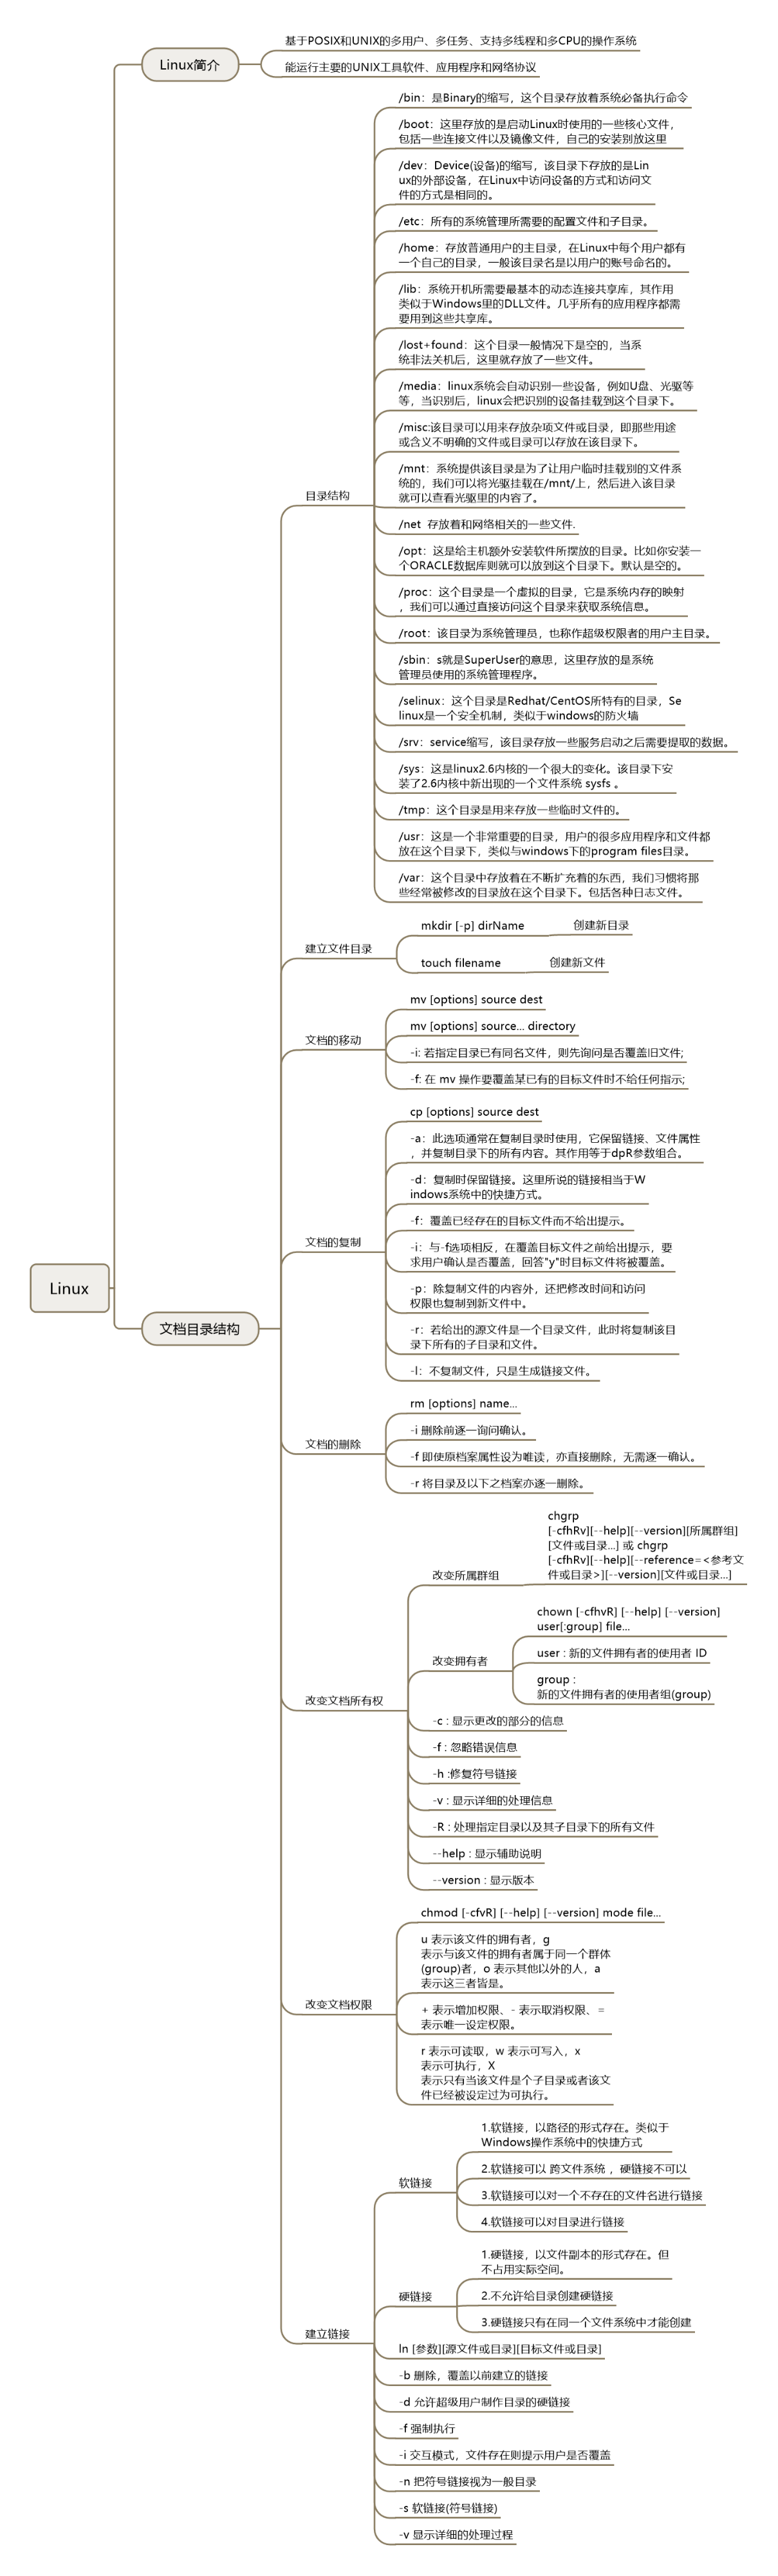 Linux
Linux简介
基于POSIX和UNIX的多用户、多任务、支持多线程和多CPU的操作系统
能运行主要的UNIX工具软件、应用程序和网络协议
文档目录结构
目录结构
/bin：是Binary的缩写，这个目录存放着系统必备执行命令
/boot：这里存放的是启动Linux时使用的一些核心文件，
包括一些连接文件以及镜像文件，自己的安装别放这里
/dev：Device(设备)的缩写，该目录下存放的是Lin
ux的外部设备，在Linux中访问设备的方式和访问文
件的方式是相同的。
/etc：所有的系统管理所需要的配置文件和子目录。
/home：存放普通用户的主目录，在Linux中每个用户都有
一个自己的目录，一般该目录名是以用户的账号命名的。
/lib：系统开机所需要最基本的动态连接共享库，其作用
类似于Windows里的DLL文件。几乎所有的应用程序都需
要用到这些共享库。
/lost+found：这个目录一般情况下是空的，当系
统非法关机后，这里就存放了一些文件。
/media：linux系统会自动识别一些设备，例如U盘、光驱等
等，当识别后，linux会把识别的设备挂载到这个目录下。
/misc:该目录可以用来存放杂项文件或目录，即那些用途
或含义不明确的文件或目录可以存放在该目录下。
/mnt：系统提供该目录是为了让用户临时挂载别的文件系
统的，我们可以将光驱挂载在/mnt/上，然后进入该目录
就可以查看光驱里的内容了。
/net  存放着和网络相关的一些文件.
/opt：这是给主机额外安装软件所摆放的目录。比如你安装一
个ORACLE数据库则就可以放到这个目录下。默认是空的。
/proc：这个目录是一个虚拟的目录，它是系统内存的映射
，我们可以通过直接访问这个目录来获取系统信息。
/root：该目录为系统管理员，也称作超级权限者的用户主目录。
/sbin：s就是SuperUser的意思，这里存放的是系统
管理员使用的系统管理程序。
/selinux：这个目录是Redhat/CentOS所特有的目录，Se
linux是一个安全机制，类似于windows的防火墙
/srv：service缩写，该目录存放一些服务启动之后需要提取的数据。
/sys：这是linux2.6内核的一个很大的变化。该目录下安
装了2.6内核中新出现的一个文件系统 sysfs 。
/tmp：这个目录是用来存放一些临时文件的。
/usr：这是一个非常重要的目录，用户的很多应用程序和文件都
放在这个目录下，类似与windows下的program files目录。
/var：这个目录中存放着在不断扩充着的东西，我们习惯将那
些经常被修改的目录放在这个目录下。包括各种日志文件。
建立文件目录
mkdir [-p] dirName
创建新目录
touch filename
创建新文件
文档的移动
mv [options] source dest
mv [options] source... directory
-i: 若指定目录已有同名文件，则先询问是否覆盖旧文件;
-f: 在 mv 操作要覆盖某已有的目标文件时不给任何指示;
文档的复制
cp [options] source dest
-a：此选项通常在复制目录时使用，它保留链接、文件属性
，并复制目录下的所有内容。其作用等于dpR参数组合。
-d：复制时保留链接。这里所说的链接相当于W
indows系统中的快捷方式。
-f：覆盖已经存在的目标文件而不给出提示。
-i：与-f选项相反，在覆盖目标文件之前给出提示，要
求用户确认是否覆盖，回答"y"时目标文件将被覆盖。
-p：除复制文件的内容外，还把修改时间和访问
权限也复制到新文件中。
-r：若给出的源文件是一个目录文件，此时将复制该目
录下所有的子目录和文件。
-l：不复制文件，只是生成链接文件。
文档的删除
rm [options] name...
-i 删除前逐一询问确认。
-f 即使原档案属性设为唯读，亦直接删除，无需逐一确认。
-r 将目录及以下之档案亦逐一删除。
改变文档所有权
改变所属群组
chgrp
[-cfhRv][--help][--version][所属群组]
[文件或目录...] 或 chgrp
[-cfhRv][--help][--reference=<参考文
件或目录>][--version][文件或目录...]
改变拥有者
chown [-cfhvR] [--help] [--version]
user[:group] file...
user : 新的文件拥有者的使用者 ID
group :
新的文件拥有者的使用者组(group)
-c : 显示更改的部分的信息
-f : 忽略错误信息
-h :修复符号链接
-v : 显示详细的处理信息
-R : 处理指定目录以及其子目录下的所有文件
--help : 显示辅助说明
--version : 显示版本
改变文档权限
chmod [-cfvR] [--help] [--version] mode file...
u 表示该文件的拥有者，g
表示与该文件的拥有者属于同一个群体
(group)者，o 表示其他以外的人，a
表示这三者皆是。
+ 表示增加权限、- 表示取消权限、=
表示唯一设定权限。
r 表示可读取，w 表示可写入，x
表示可执行，X
表示只有当该文件是个子目录或者该文
件已经被设定过为可执行。
建立链接
软链接
1.软链接，以路径的形式存在。类似于
Windows操作系统中的快捷方式
2.软链接可以 跨文件系统 ，硬链接不可以
3.软链接可以对一个不存在的文件名进行链接
4.软链接可以对目录进行链接
硬链接
1.硬链接，以文件副本的形式存在。但
不占用实际空间。
2.不允许给目录创建硬链接
3.硬链接只有在同一个文件系统中才能创建
ln [参数][源文件或目录][目标文件或目录]
-b 删除，覆盖以前建立的链接
-d 允许超级用户制作目录的硬链接
-f 强制执行
-i 交互模式，文件存在则提示用户是否覆盖
-n 把符号链接视为一般目录
-s 软链接(符号链接)
-v 显示详细的处理过程